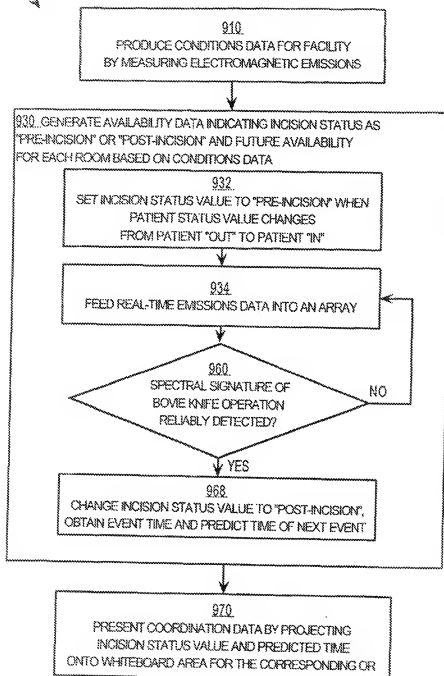 910
PRODUCE CONDITIONS DATA FOR FACILITY
BY MEASURING ELECTROMAGNETIC EMISSIONS
930 GENERATE AVAILABILITY DATA INDICATING INCISION STATUS AS
"PRE-INCISION" OR "POST-INCISION" AND FUTURE AVAILABILITY
FOR EACH ROOM BASED ON CONDITIONS DATA
932
SET INCISION STATUS VALUE TO "PRE-INCISION" WHEN
PATIENT STATUS VALUE CHANGES
FROM PATIENT "OUT" TO PATIENT "IN"
934
FEED REAL-TIME EMISSIONS DATA INTO AN ARRAY
960
SPECTRAL SIGNATURE OF
BOVIE KNIFE OPERATION
RELIABLY DETECTED?
NO
YES
968
CHANGE INCISION STATUS VALUE TO "POST-INCISION",
OBTAIN EVENT TIME AND PREDICT TIME OF NEXT EVENT
970
PRESENT COORDINATION DATA BY PROJECTING
INCISION STATUS VALUE AND PREDICTED TIME
ONTO WHITEBOARD AREA FOR THE CORRESPONDING OR